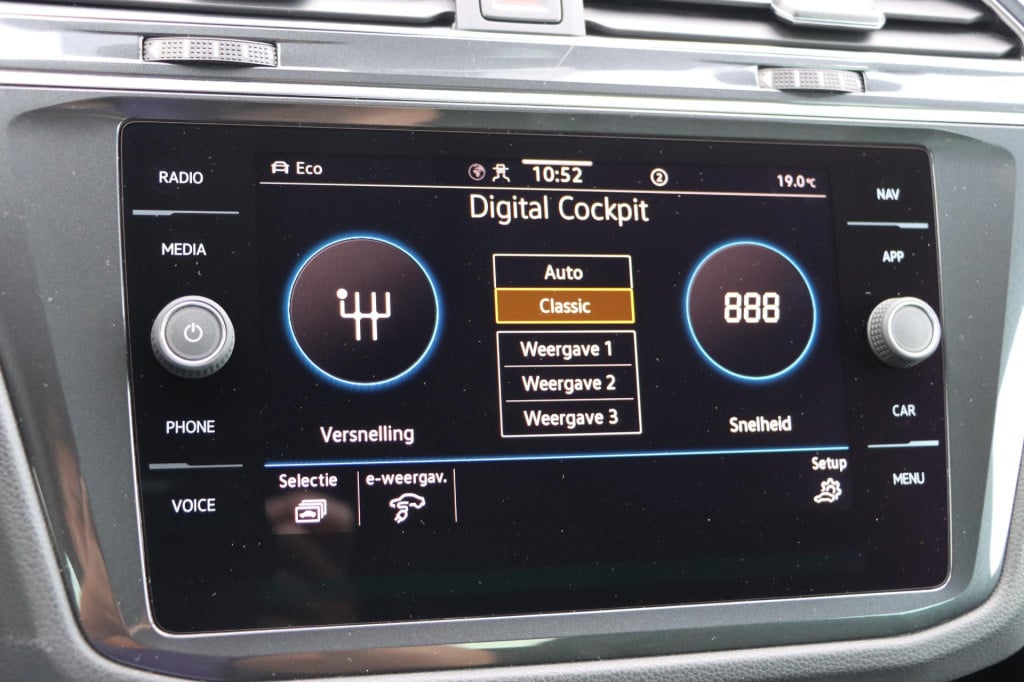 RADIO
MEDIA
PHONE
VOICE
Eco
10:52
2
19.0°C
Digital Cockpit
Auto
Classic
Weergave 1
Weergave 2
Weergave 3
888
Versnelling
Snelheid
Selectie
e-weergav.
Setup
NAV
APP
CAR
MENU